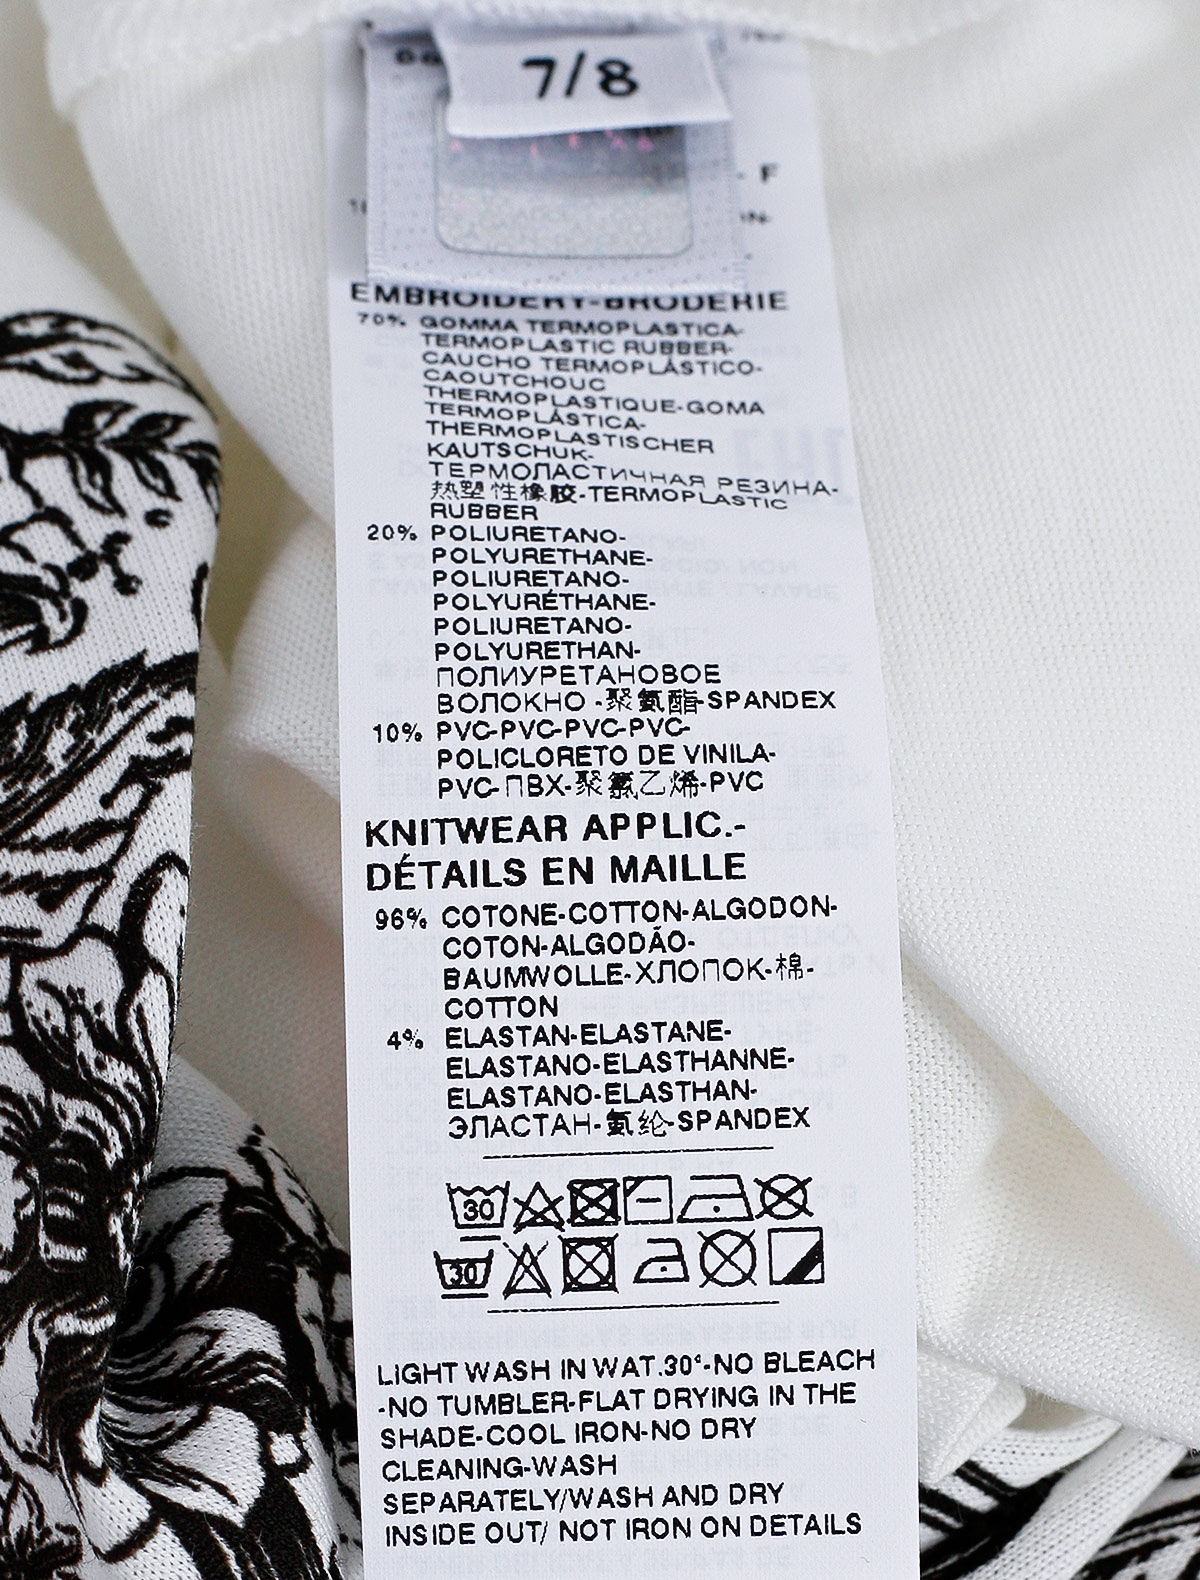 7/8
- F
EMBROIDERY-BRODERIE
70% GOMMA TERMOPLASTICA-
TERMOPLASTIC RUBBER-
CAUCHO TERMOPLÁSTICO-
CAOUTCHOUC
THERMOPLASTIQUE-GOMA
TERMOPLÁSTICA-
THERMOPLASTISCHER
KAUTSCHUK-
ТЕРМОПЛАСТИЧНАЯ РЕЗИНА-
热塑性橡胶-TERMOPLASTIC
RUBBER
20% POLIURETANO-
POLYURETHANE-
POLIURETANO-
POLYURÉTHANE-
POLIURETANO-
POLYURETHAN-
ПОЛИУРЕТАНОВОЕ
ВОЛОКНО -聚氨酯-SPANDEX
10% PVC-PVC-PVC-PVC-
POLICLORETO DE VINILA-
PVC-ПВХ-聚氯乙烯-PVC
KNITWEAR APPLIC.-
DÉTAILS EN MAILLE
96% COTONE-COTTON-ALGODON-
COTON-ALGODÃO-
BAUMWOLLE-ХЛОПОК-棉-
COTTON
4% ELASTAN-ELASTANE-
ELASTANO-ELASTHANNE-
ELASTANO-ELASTHAN-
ЭЛАСТАН-氨纶-SPANDEX
30
30
LIGHT WASH IN WAT.30°-NO BLEACH
-NO TUMBLER-FLAT DRYING IN THE
SHADE-COOL IRON-NO DRY
CLEANING-WASH
SEPARATELY/WASH AND DRY
INSIDE OUT/ NOT IRON ON DETAILS